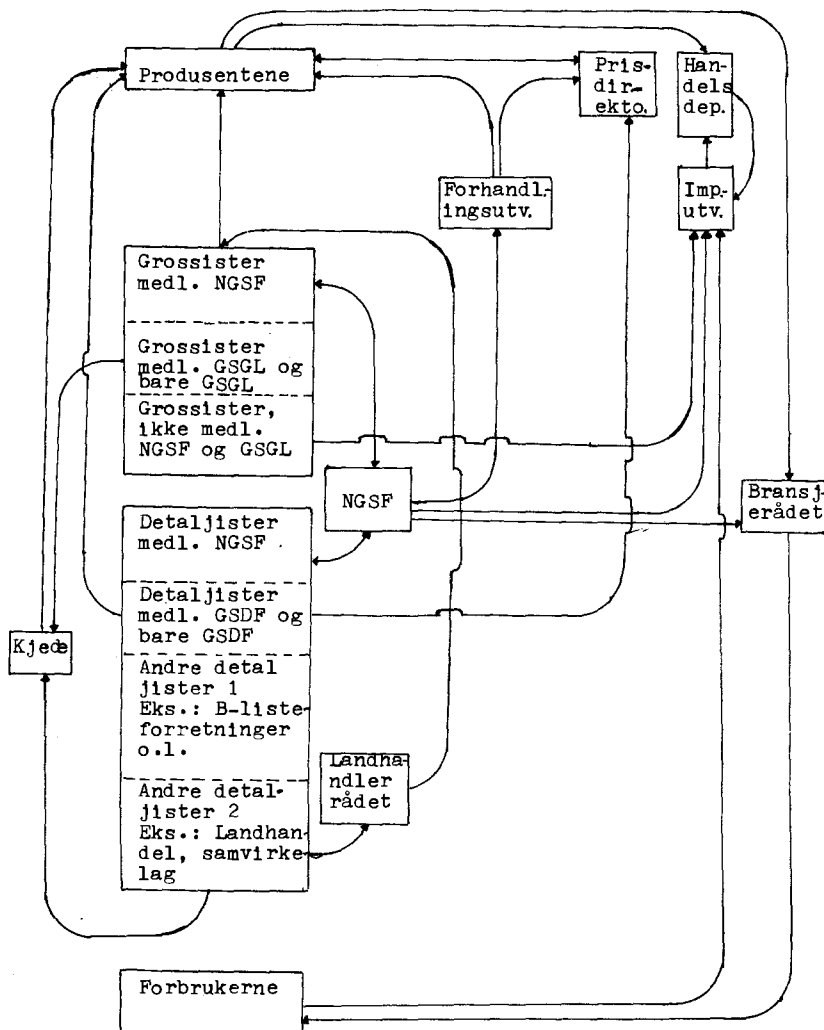 Produsentene
Pris-
dir-
ekto.
Han-
dels
dep.
Forhandl-
ingsutv.
Imp.-
utv.
Grossister
medl. NGSF
Grossister
medl. GSGL og
bare GSGL
Grossister,
ikke medl.
NGSF og GSGL
NGSF
Bransj-
erådet
Detaljister
medl. NGSF
Detaljister
medl. GSDF og
bare GSDF
Kjede
Andre detal
jister 1
Eks.: B-liste-
forretninger
o.l.
Landha-
ndler
rådet
Andre detal-
jister 2
Eks.: Landhan-
del, samvirke-
lag
Forbrukerne